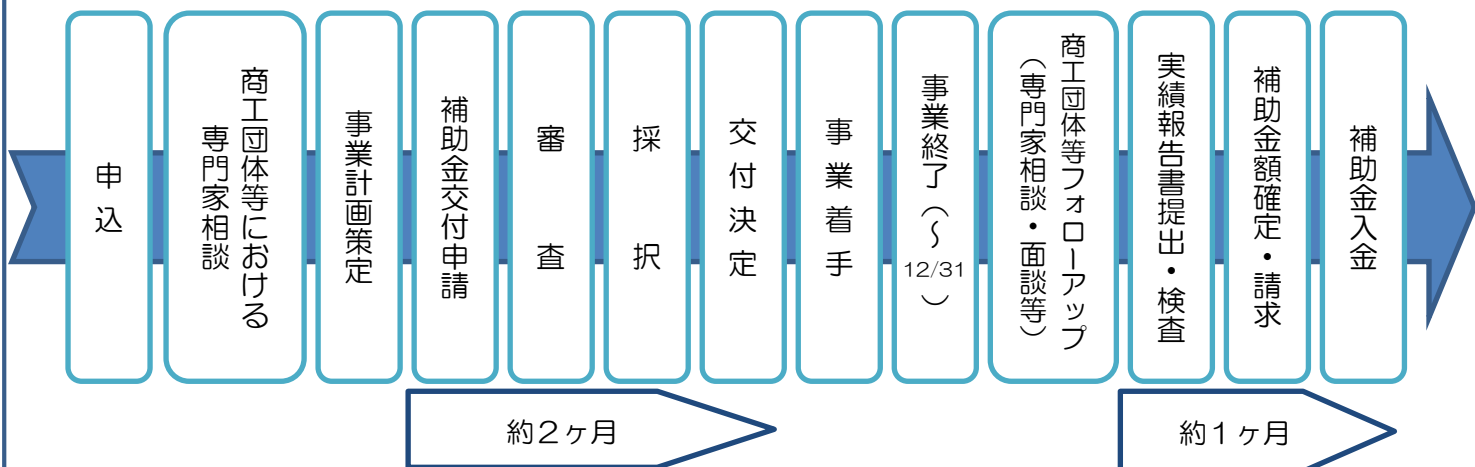 申込
商工団体等における
専門家相談
事業計画策定
補助金交付申請
審査
採択
交付決定
事業着手
事業終了（～12/31）
商工団体等フォローアップ
（専門家相談・面談等）
実績報告書提出・検査
補助金額確定・請求
補助金入金
約２ヶ月
約１ヶ月